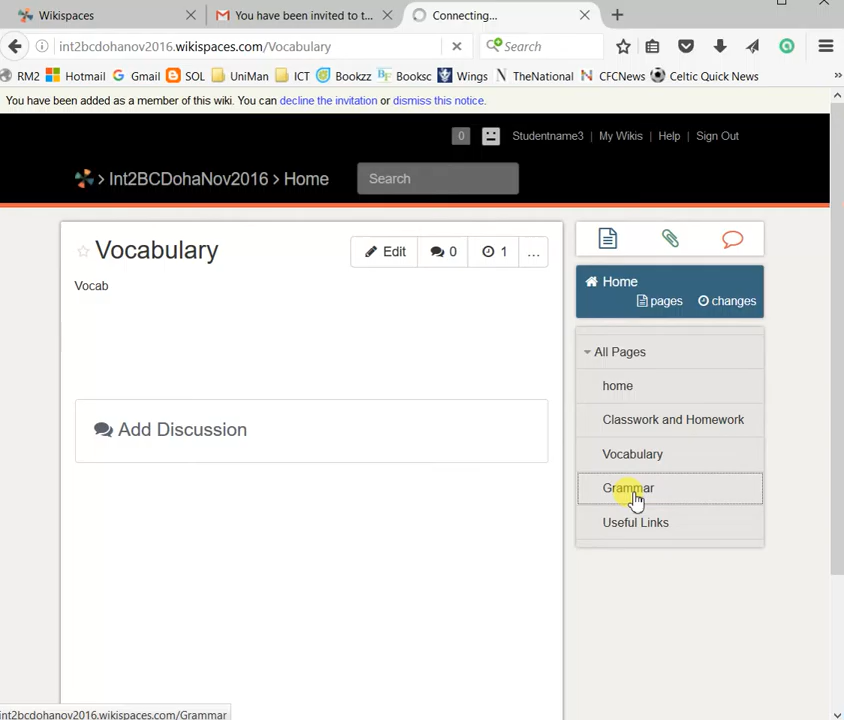 Wikispaces
You have been invited to t...
Connecting...
int2bcdohanov2016.wikispaces.com/Vocabulary
Search
RM2
Hotmail
Gmail
SOL
UniMan
ICT
Bookzz
Booksc
Wings
TheNational
CFCNews
Celtic Quick News
You have been added as a member of this wiki. You can decline the invitation or dismiss this notice.
0 Studentname3 | My Wikis | Help | Sign Out
> Int2BCDohaNov2016 > Home
Search
Vocabulary
Edit
0
1
...
Vocab
Add Discussion
Home
pages
changes
All Pages
home
Classwork and Homework
Vocabulary
Grammar
Useful Links
int2bcdohanov2016.wikispaces.com/Grammar